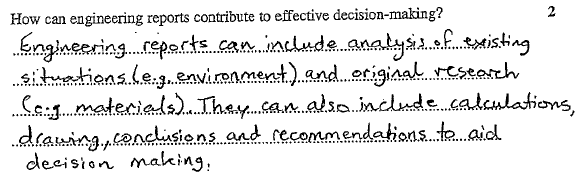 How can engineering reports contribute to effective decision-making? 2
Engineering reports can include analysis of existing
situations (e.g. environment) and original research
(e.g materials). They can also include calculations,
drawing, conclusions and recommendations to aid
decision making.